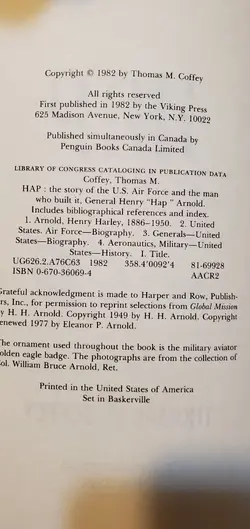 Copyright © 1982 by Thomas M. Coffey
All rights reserved
First published in 1982 by the Viking Press
625 Madison Avenue, New York, N.Y. 10022
Published simultaneously in Canada by
Penguin Books Canada Limited
LIBRARY OF CONGRESS CATALOGING IN PUBLICATION DATA
Coffey, Thomas M.
HAP : the story of the U.S. Air Force and the man
who built it, General Henry "Hap" Arnold.
Includes bibliographical references and index.
1. Arnold, Henry Harley, 1886–1950. 2. United
States. Air Force—Biography. 3. Generals—United
States—Biography. 4. Aeronautics, Military—United
States—History. I. Title.
UG626.2.A76C63 1982 358.4'0092'4 81-69928
ISBN 0-670-36069-4 AACR2
Grateful acknowledgment is made to Harper and Row, Publish-
ers, Inc., for permission to reprint selections from Global Mission
by H. H. Arnold. Copyright 1949 by H. H. Arnold. Copyright
renewed 1977 by Eleanor P. Arnold.
The ornament used throughout the book is the military aviator
golden eagle badge. The photographs are from the collection of
Col. William Bruce Arnold, Ret.
Printed in the United States of America
Set in Baskerville